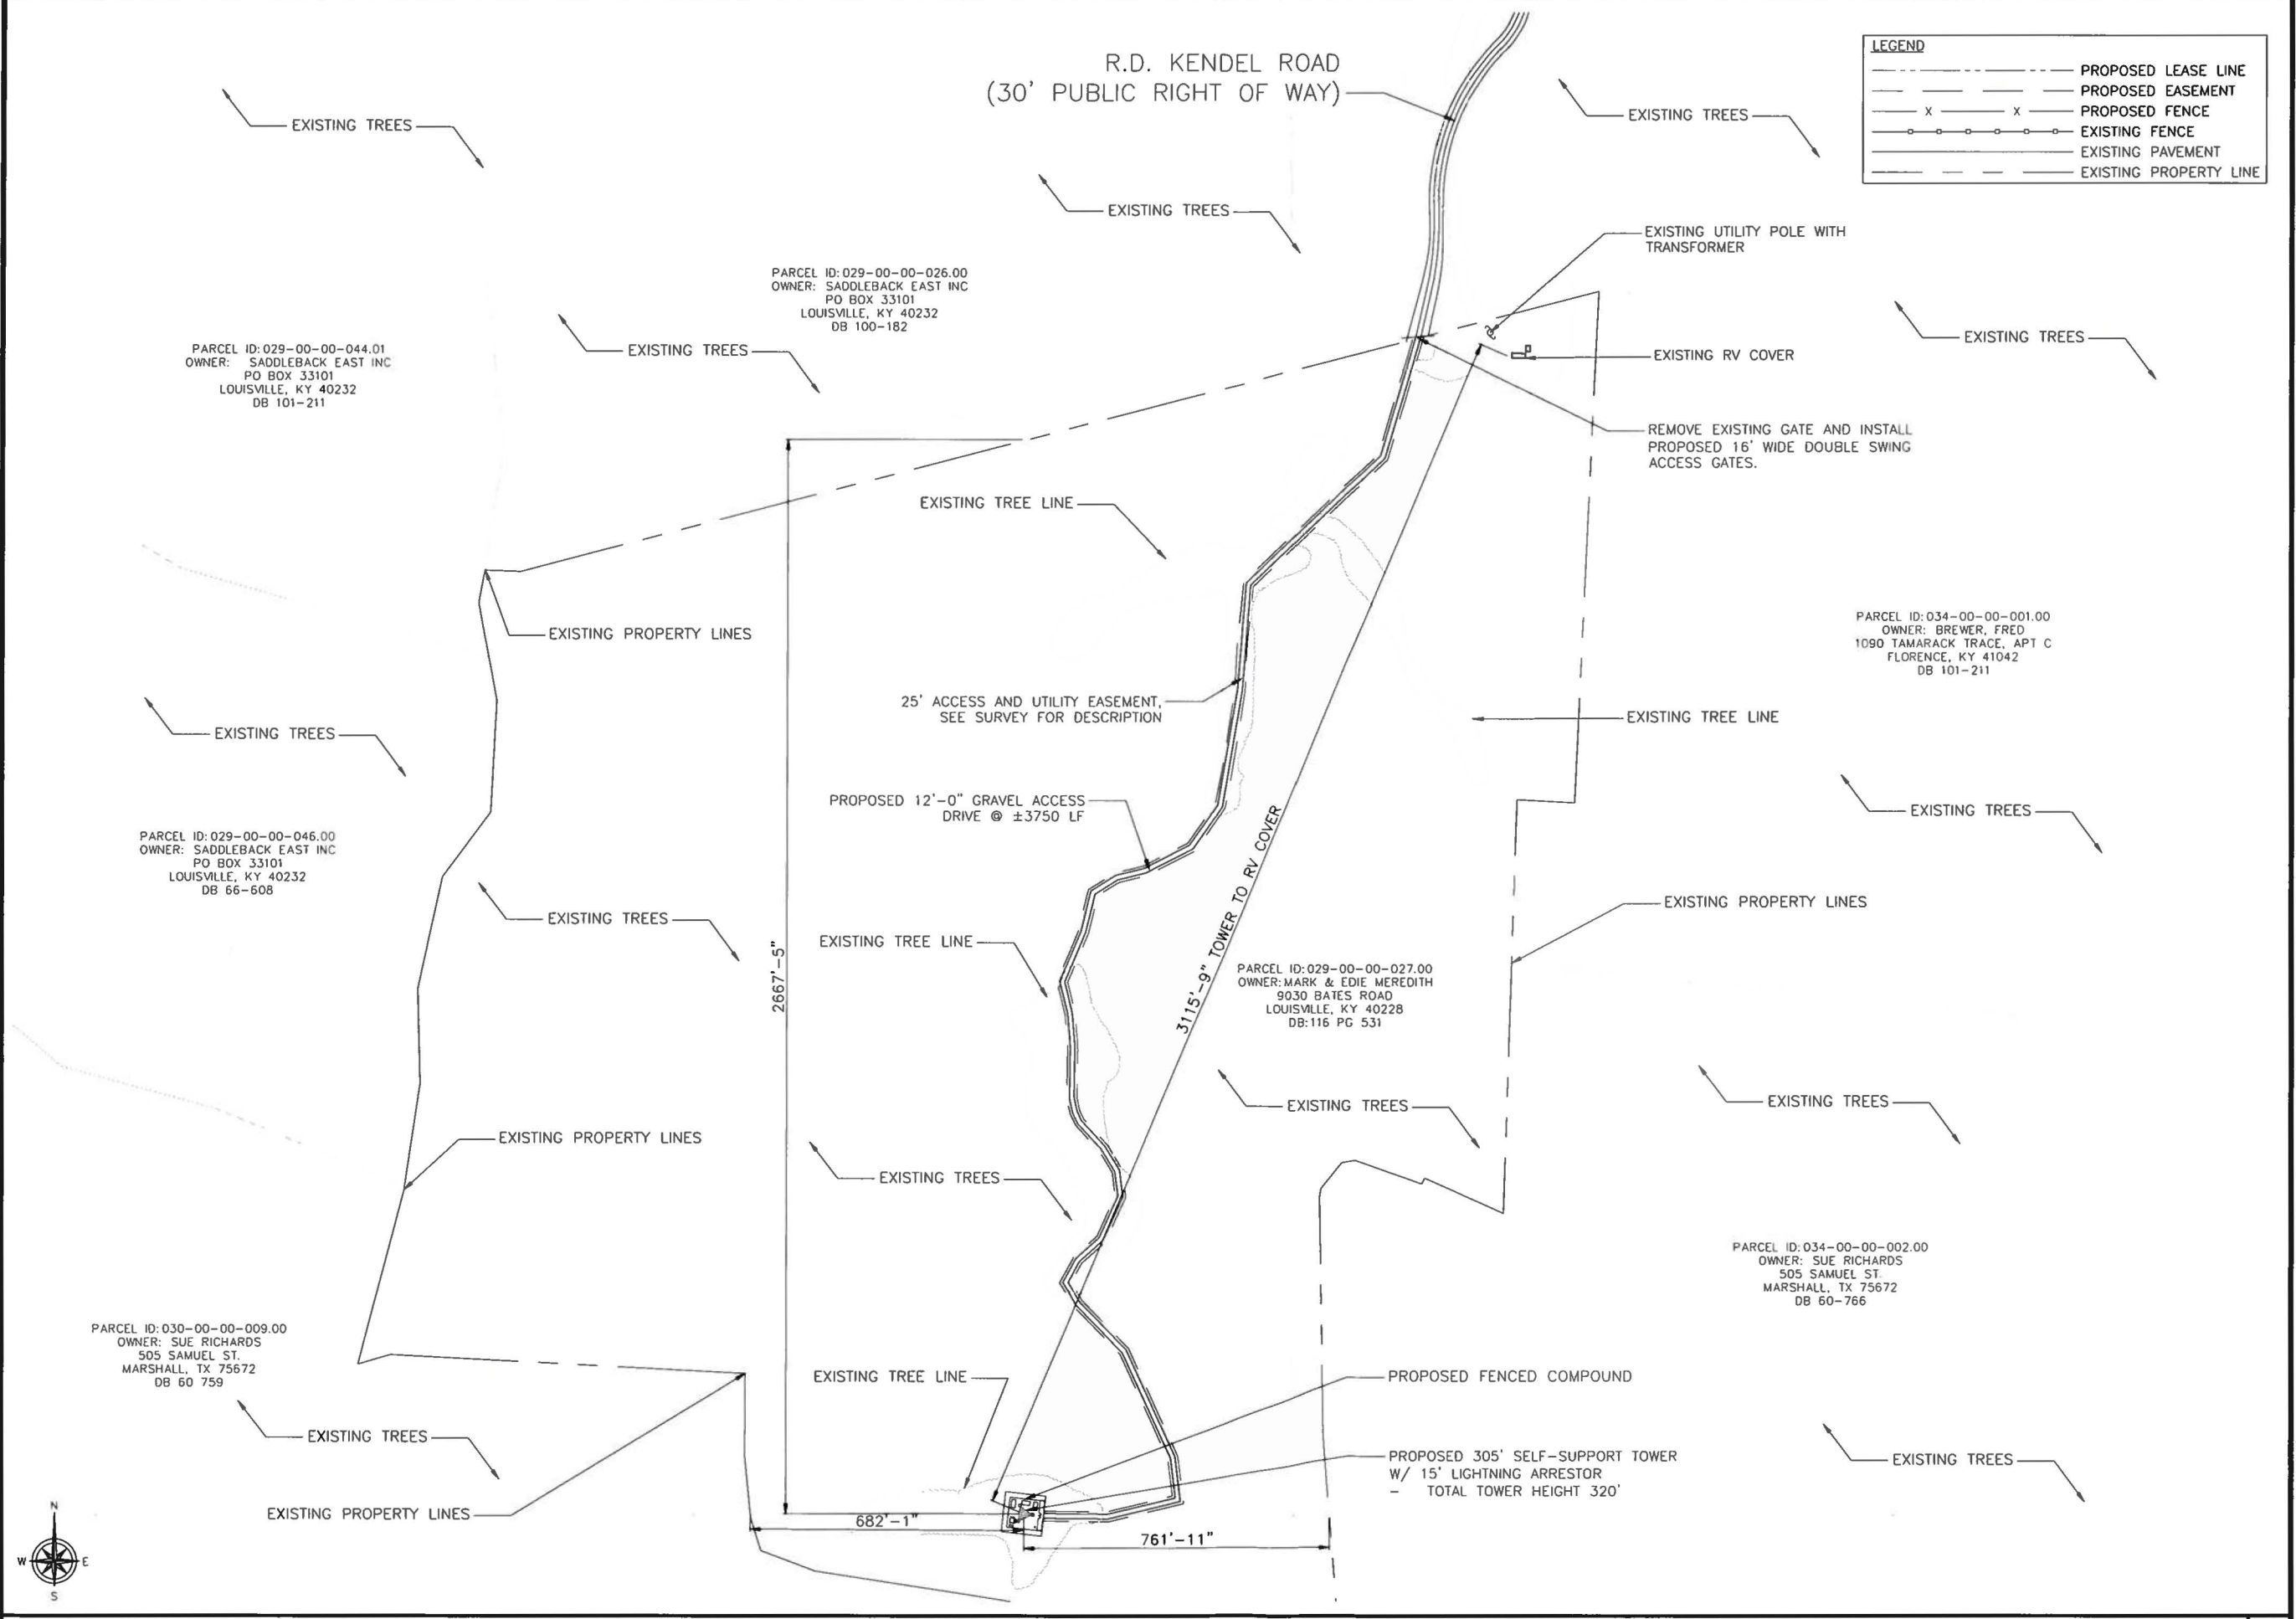 R.D. KENDEL ROAD
(30' PUBLIC RIGHT OF WAY)
LEGEND
PROPOSED LEASE LINE
PROPOSED EASEMENT
X X PROPOSED FENCE
EXISTING FENCE
EXISTING PAVEMENT
EXISTING PROPERTY LINE
EXISTING TREES
EXISTING TREES
EXISTING TREES
EXISTING UTILITY POLE WITH
TRANSFORMER
PARCEL ID: 029-00-00-026.00
OWNER: SADDLEBACK EAST INC
PO BOX 33101
LOUISVILLE, KY 40232
DB 100-182
PARCEL ID: 029-00-00-044.01
OWNER: SADDLEBACK EAST INC
PO BOX 33101
LOUISVILLE, KY 40232
DB 101-211
EXISTING TREES
EXISTING TREES
EXISTING RV COVER
REMOVE EXISTING GATE AND INSTALL
PROPOSED 16' WIDE DOUBLE SWING
ACCESS GATES.
EXISTING TREE LINE
EXISTING PROPERTY LINES
PARCEL ID: 034-00-00-001.00
OWNER: BREWER, FRED
1090 TAMARACK TRACE, APT C
FLORENCE, KY 41042
DB 101-211
25' ACCESS AND UTILITY EASEMENT,
SEE SURVEY FOR DESCRIPTION
EXISTING TREE LINE
EXISTING TREES
PROPOSED 12'-0" GRAVEL ACCESS
DRIVE @ ±3750 LF
EXISTING TREES
PARCEL ID: 029-00-00-046.00
OWNER: SADDLEBACK EAST INC
PO BOX 33101
LOUISVILLE, KY 40232
DB 66-608
EXISTING TREES
EXISTING PROPERTY LINES
2667'-5"
3115'-9" TOWER TO RV COVER
EXISTING TREE LINE
PARCEL ID: 029-00-00-027.00
OWNER: MARK & EDIE MEREDITH
9030 BATES ROAD
LOUISVILLE, KY 40228
DB:116 PG 531
EXISTING TREES
EXISTING TREES
EXISTING PROPERTY LINES
EXISTING TREES
PARCEL ID: 034-00-00-002.00
OWNER: SUE RICHARDS
505 SAMUEL ST.
MARSHALL, TX 75672
DB 60-766
PARCEL ID: 030-00-00-009.00
OWNER: SUE RICHARDS
505 SAMUEL ST.
MARSHALL, TX 75672
DB 60 759
EXISTING TREE LINE
PROPOSED FENCED COMPOUND
EXISTING TREES
PROPOSED 305' SELF-SUPPORT TOWER
W/ 15' LIGHTNING ARRESTOR
- TOTAL TOWER HEIGHT 320'
EXISTING TREES
EXISTING PROPERTY LINES
682'-1"
761'-11"
N
W E
S